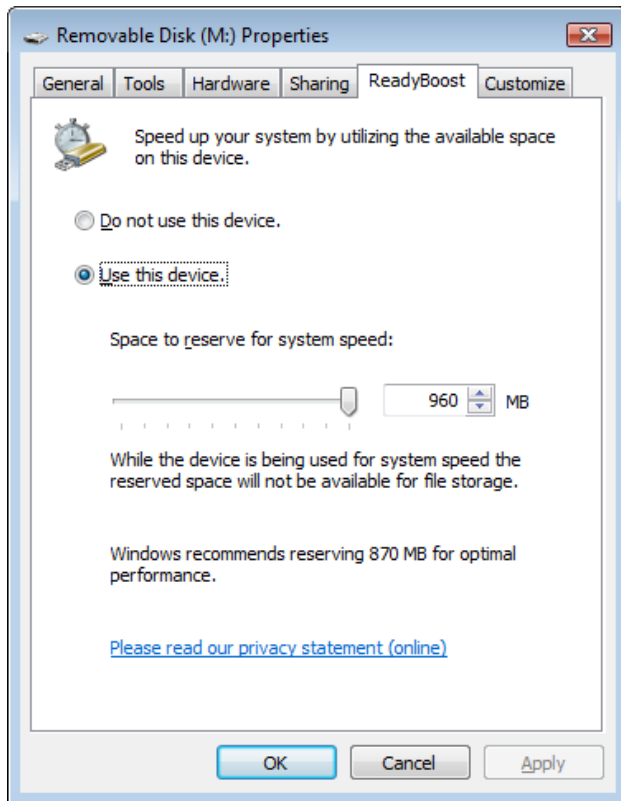 Removable Disk (M:) Properties
General Tools Hardware Sharing ReadyBoost Customize
Speed up your system by utilizing the available space
on this device.
Do not use this device.
Use this device.
Space to reserve for system speed:
960 MB
While the device is being used for system speed the
reserved space will not be available for file storage.
Windows recommends reserving 870 MB for optimal
performance.
Please read our privacy statement (online)
OK Cancel Apply